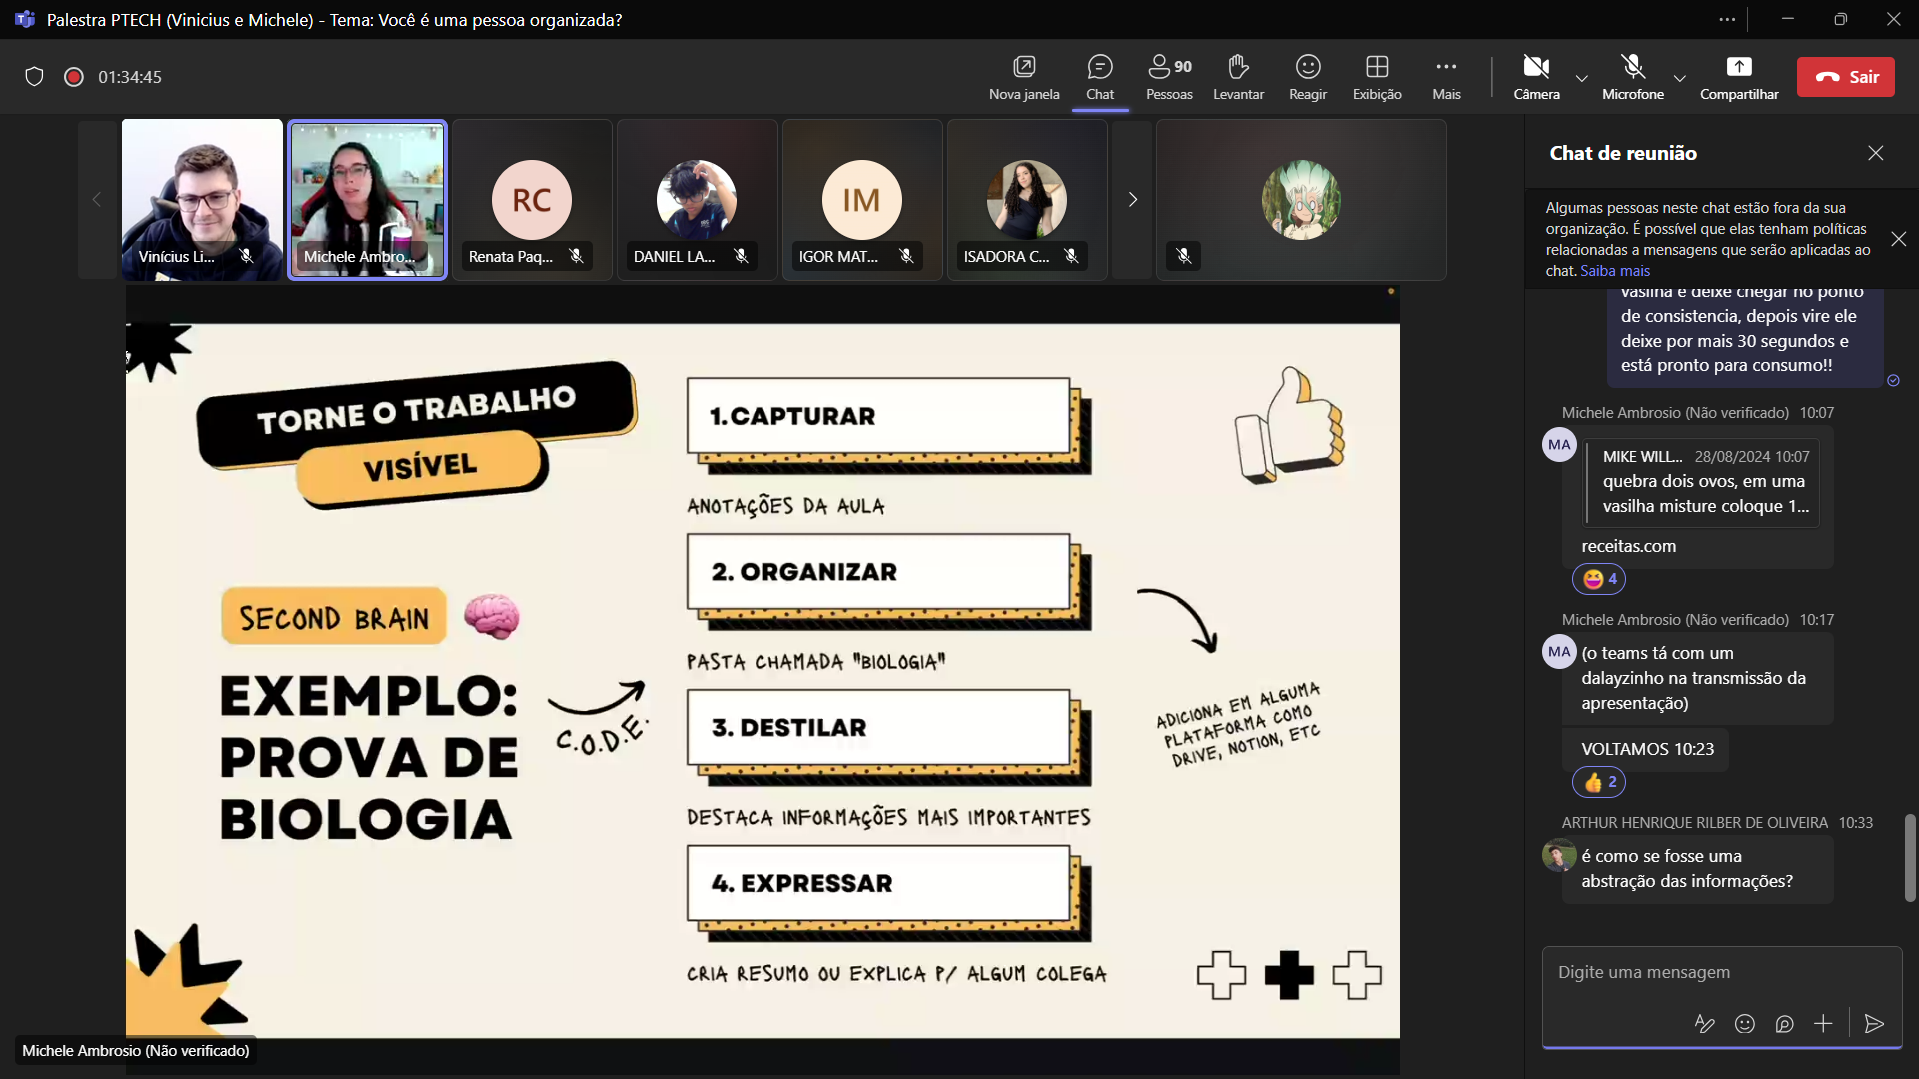 Palestra PTECH (Vinicius e Michele) - Tema: Você é uma pessoa organizada?
01:34:45
Nova janela
Chat
90
Pessoas
Levantar
Reagir
Exibição
Mais
Câmera
Microfone
Compartilhar
Sair
Vinícius Li...
Michele Ambro...
RC
Renata Paq...
DANIEL LA...
IM
IGOR MAT...
ISADORA C...
TORNE O TRABALHO
VISÍVEL
SECOND BRAIN
EXEMPLO:
PROVA DE
BIOLOGIA
C.O.D.E.
1.CAPTURAR
ANOTAÇÕES DA AULA
2. ORGANIZAR
PASTA CHAMADA "BIOLOGIA"
3. DESTILAR
DESTACA INFORMAÇÕES MAIS IMPORTANTES
4. EXPRESSAR
CRIA RESUMO OU EXPLICA P/ ALGUM COLEGA
ADICIONA EM ALGUMA
PLATAFORMA COMO
DRIVE, NOTION, ETC
Michele Ambrosio (Não verificado)
Chat de reunião
Algumas pessoas neste chat estão fora da sua
organização. É possível que elas tenham políticas
relacionadas a mensagens que serão aplicadas ao
chat. Saiba mais
vasilha e deixe chegar no ponto
de consistencia, depois vire ele
deixe por mais 30 segundos e
está pronto para consumo!!
Michele Ambrosio (Não verificado) 10:07
MA
MIKE WILL... 28/08/2024 10:07
quebra dois ovos, em uma
vasilha misture coloque 1...
receitas.com
4
Michele Ambrosio (Não verificado) 10:17
MA
(o teams tá com um
dalayzinho na transmissão da
apresentação)
VOLTAMOS 10:23
2
ARTHUR HENRIQUE RILBER DE OLIVEIRA 10:33
é como se fosse uma
abstração das informações?
Digite uma mensagem